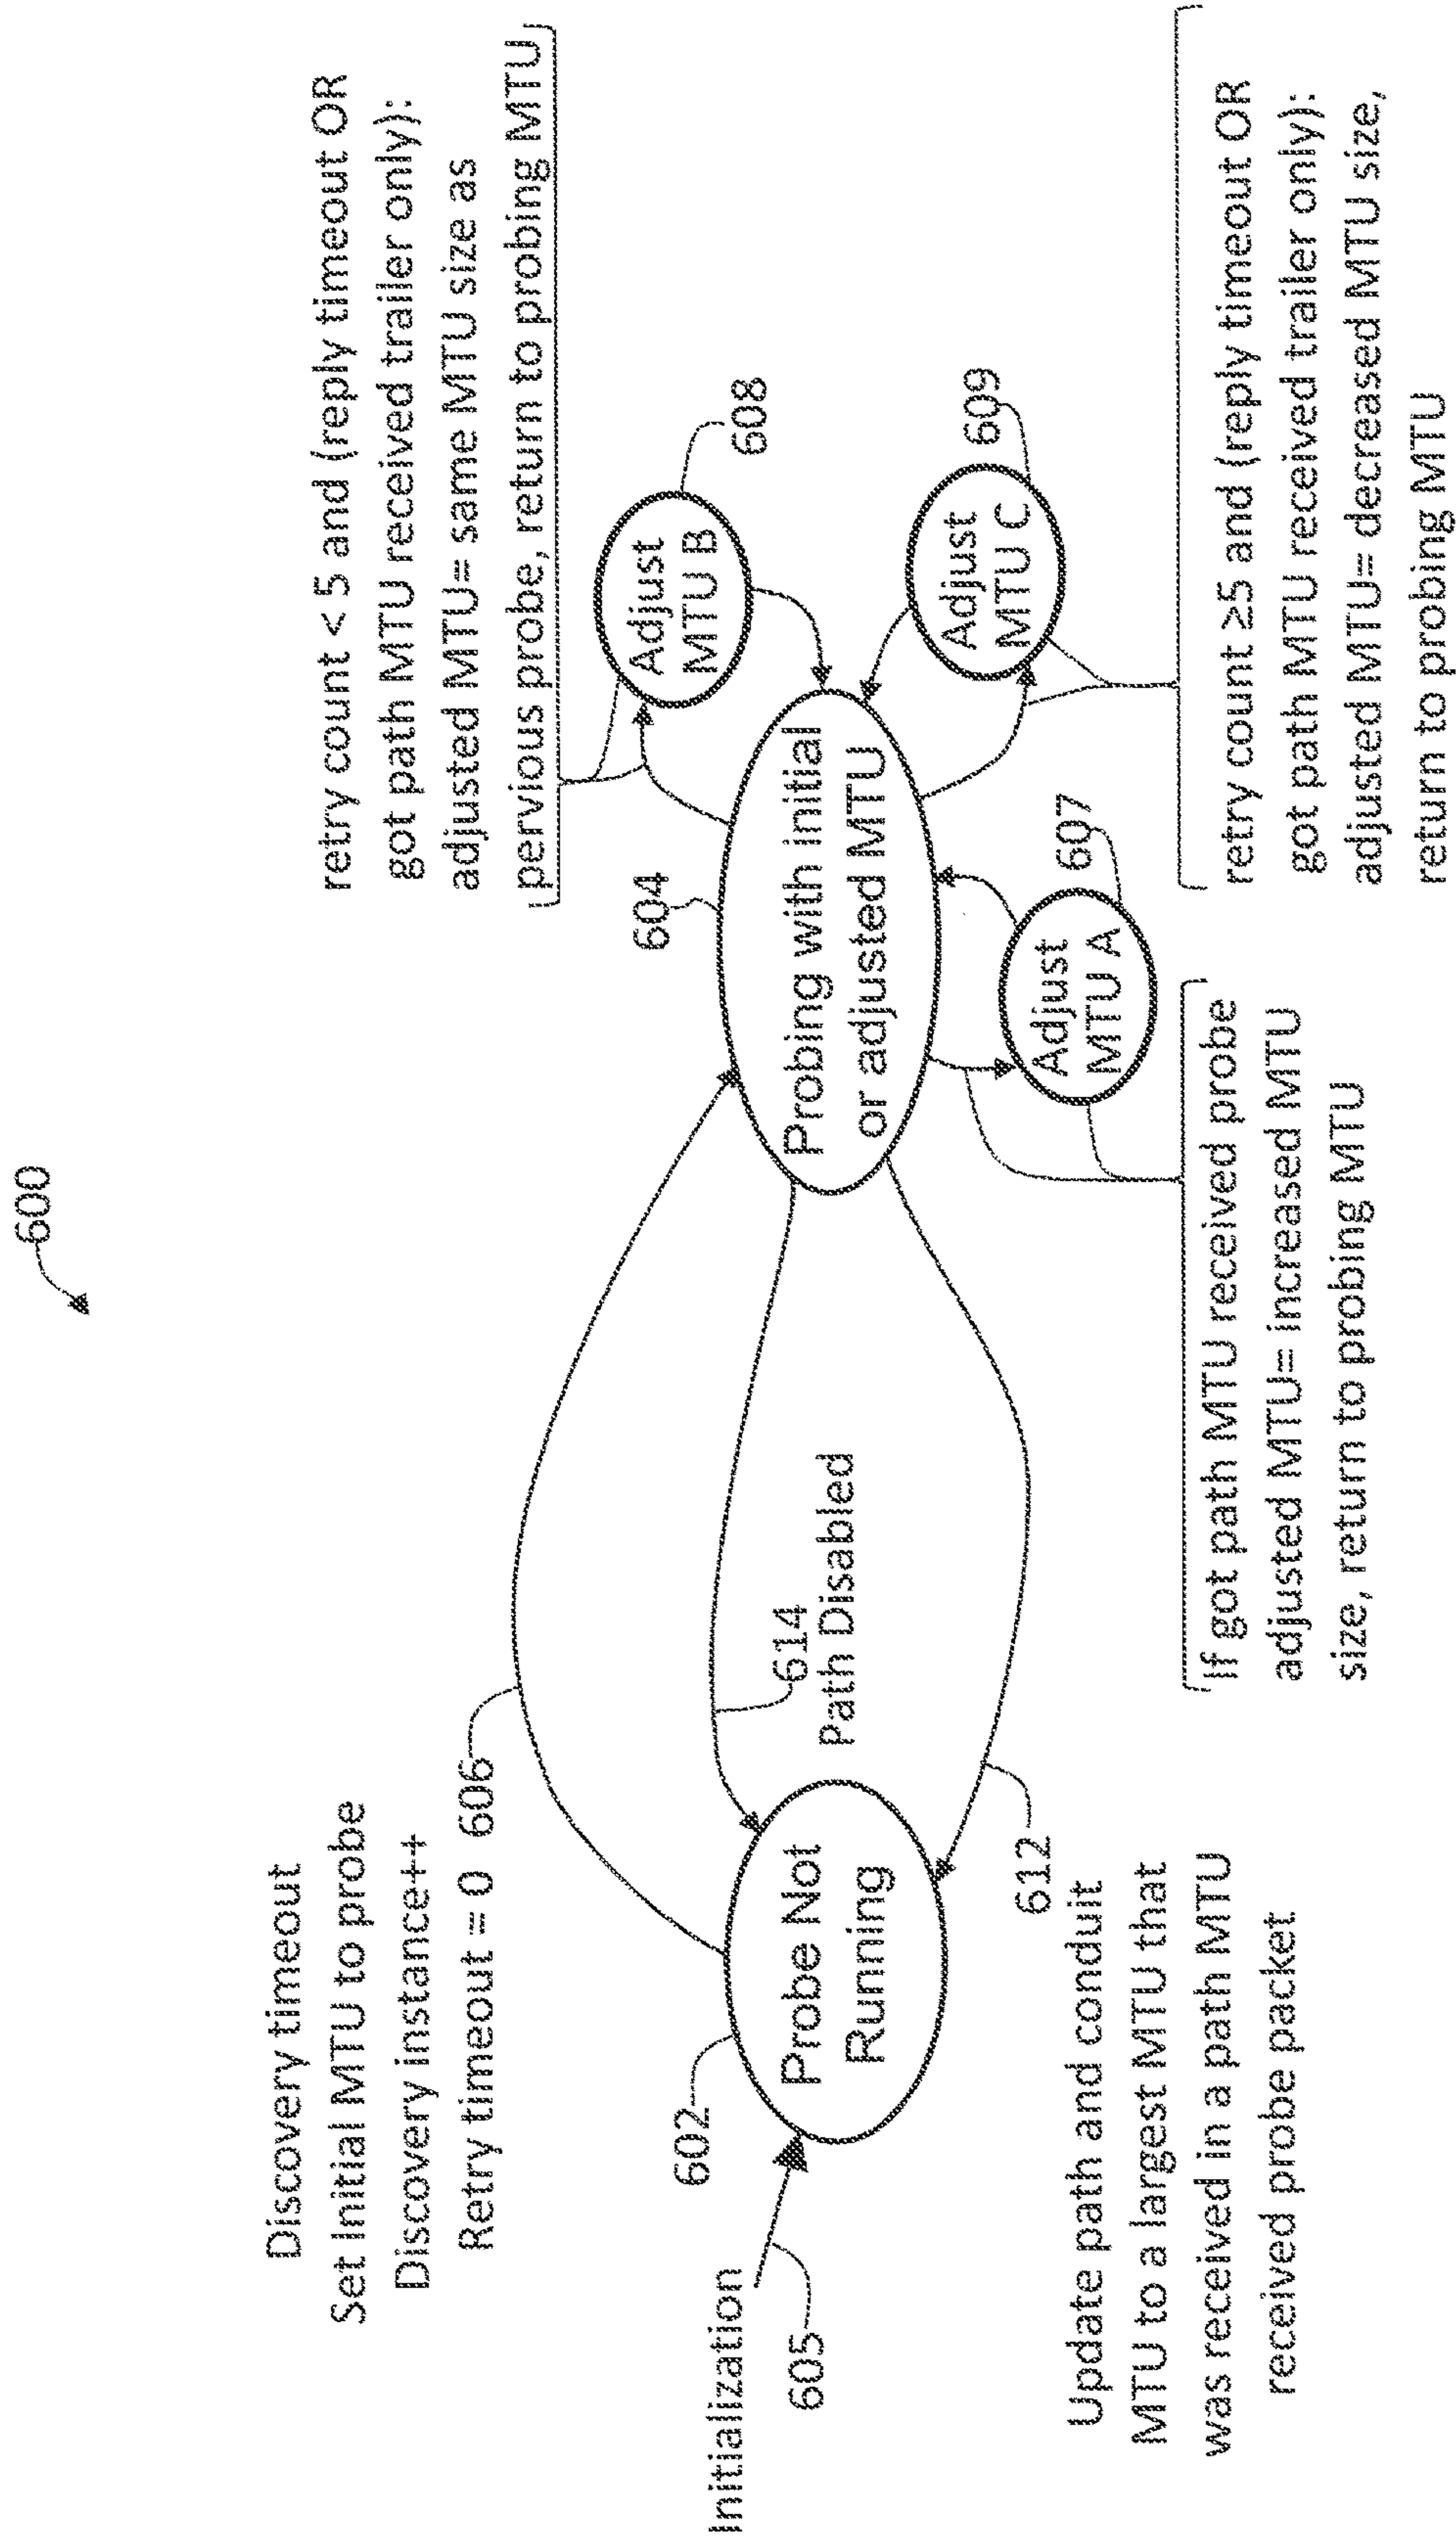 600
Discovery timeout
Set Initial MTU to probe
Discovery instance++
Retry timeout = 0
606
retry count < 5 and (reply timeout OR
got path MTU received trailer only):
adjusted MTU= same MTU size as
pervious probe, return to probing MTU
604
Adjust
MTU B
608
602
Initialization
605
Probe Not
Running
614
Path Disabled
Probing with initial
or adjusted MTU
Adjust
MTU C
609
612
Adjust
MTU A
607
Update path and conduit
MTU to a largest MTU that
was received in a path MTU
received probe packet
If got path MTU received probe
adjusted MTU= increased MTU
size, return to probing MTU
retry count ≥5 and (reply timeout OR
got path MTU received trailer only):
adjusted MTU= decreased MTU size,
return to probing MTU